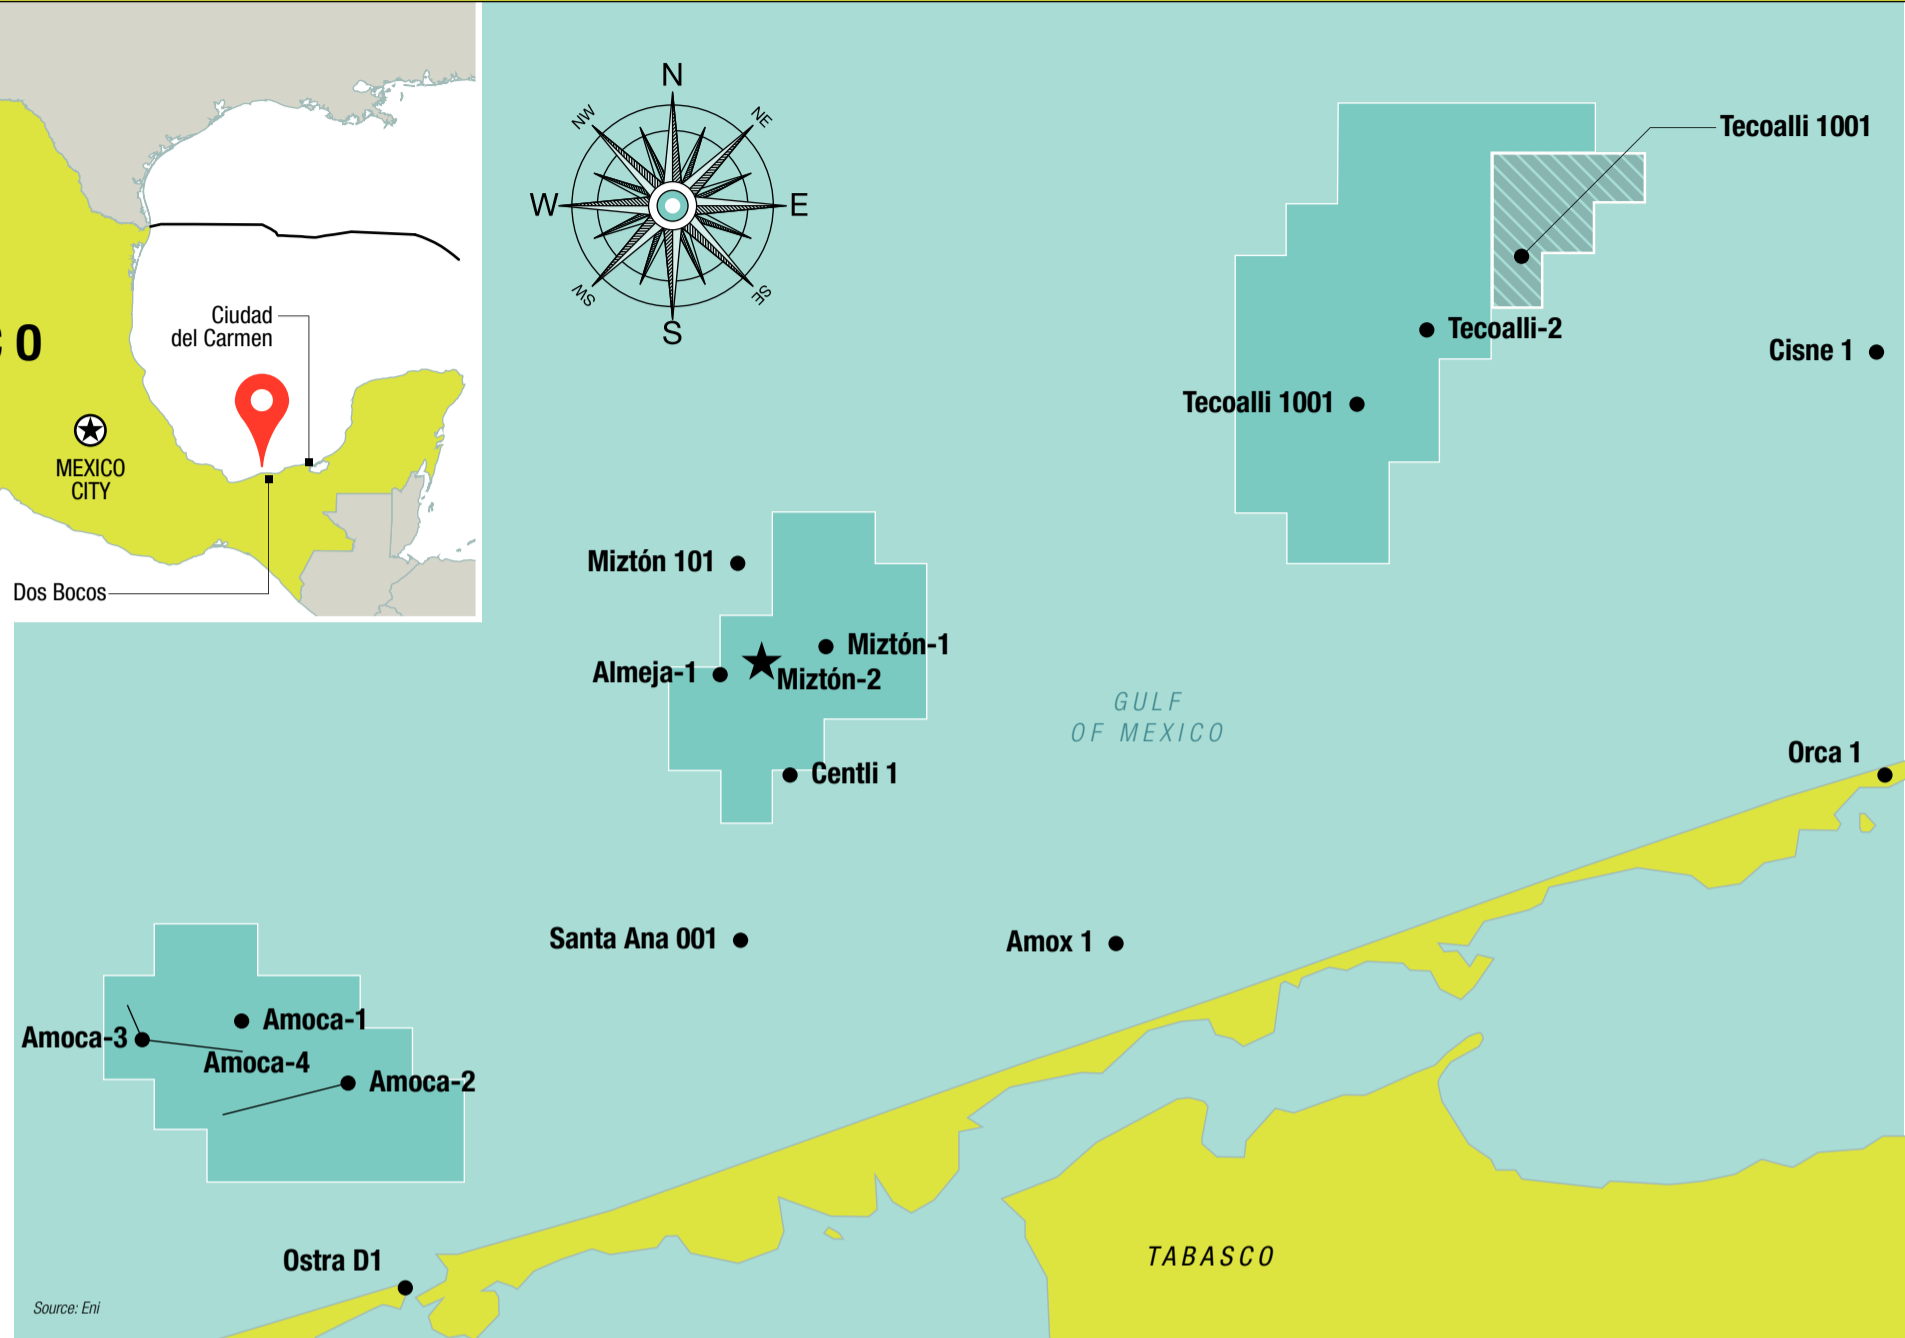 N
NW
NE
W
E
SW
SE
S
Tecoalli 1001
Ciudad
del Carmen
O
MEXICO
CITY
Dos Bocos
Tecoalli-2
Cisne 1
Tecoalli 1001
Miztón 101
Miztón-1
Almeja-1
Miztón-2
GULF
OF MEXICO
Centli 1
Orca 1
Santa Ana 001
Amox 1
Amoca-3
Amoca-1
Amoca-4
Amoca-2
Ostra D1
TABASCO
Source: Eni